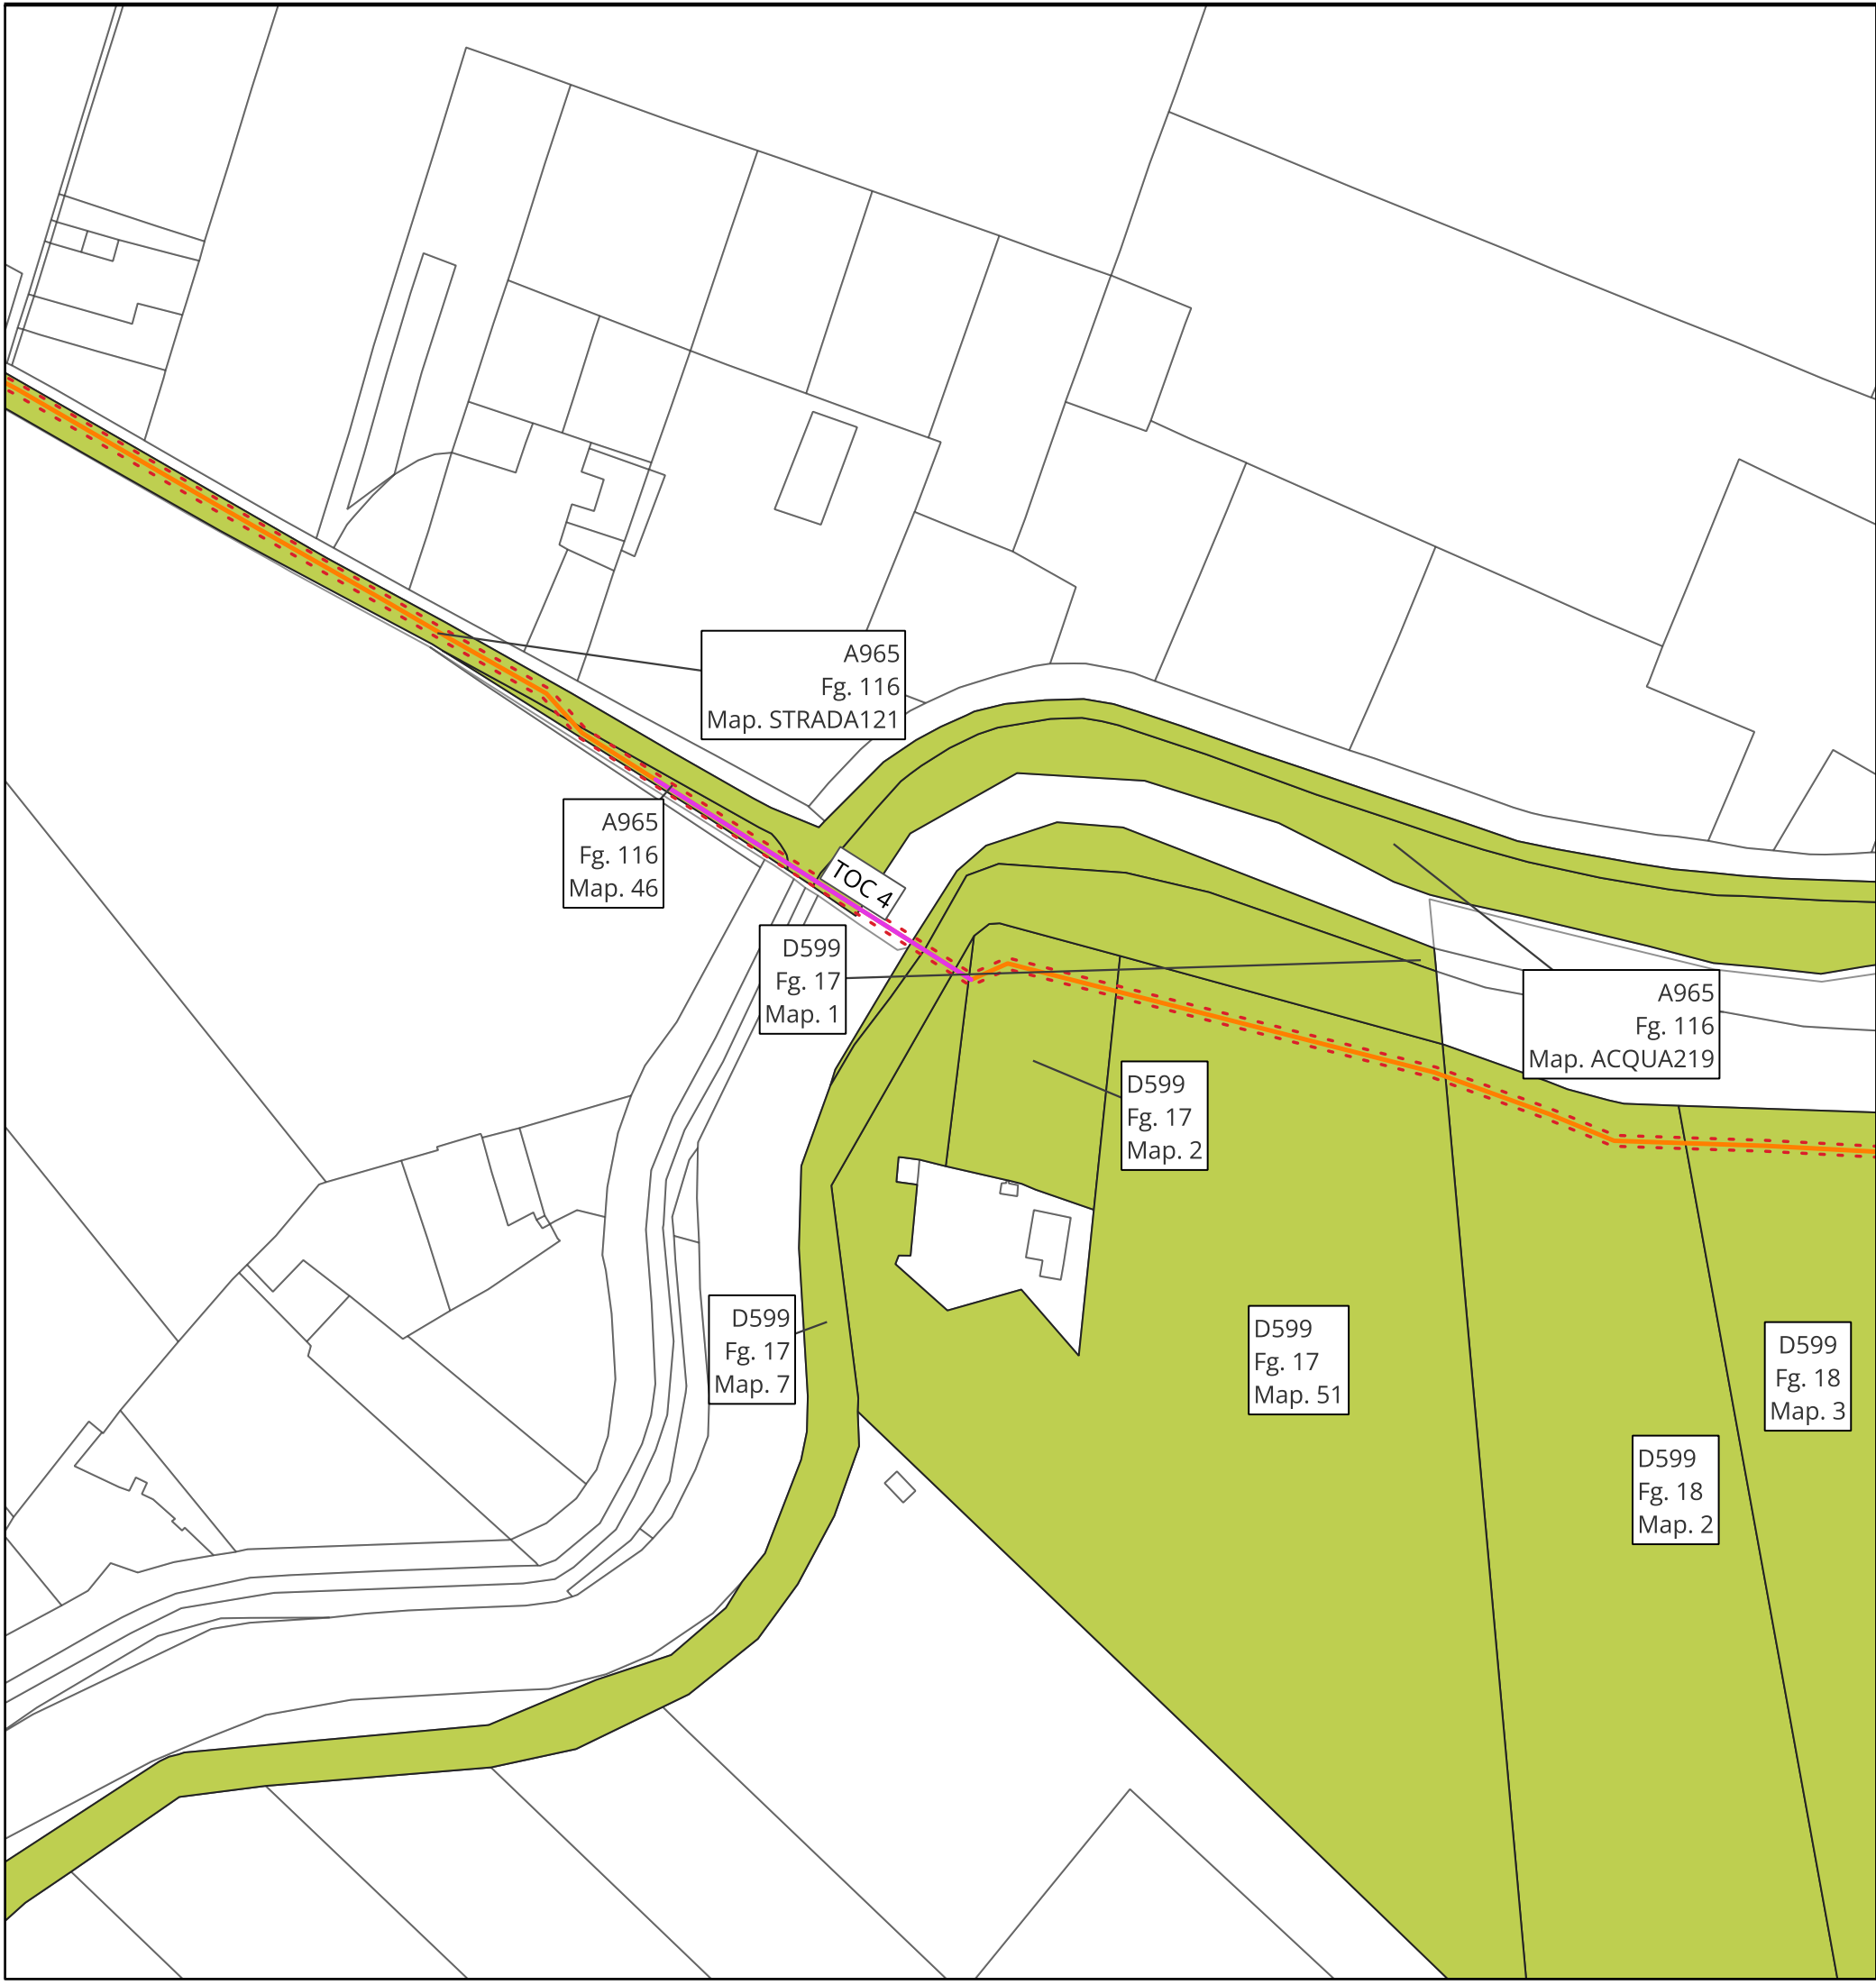 A965
Fg. 116
Map. STRADA121
A965
Fg. 116
Map. 46
TOC 4
D599
Fg. 17
Map. 1
A965
Fg. 116
Map. ACQUA219
D599
Fg. 17
Map. 2
D599
Fg. 17
Map. 7
D599
Fg. 17
Map. 51
D599
Fg. 18
Map. 3
D599
Fg. 18
Map. 2